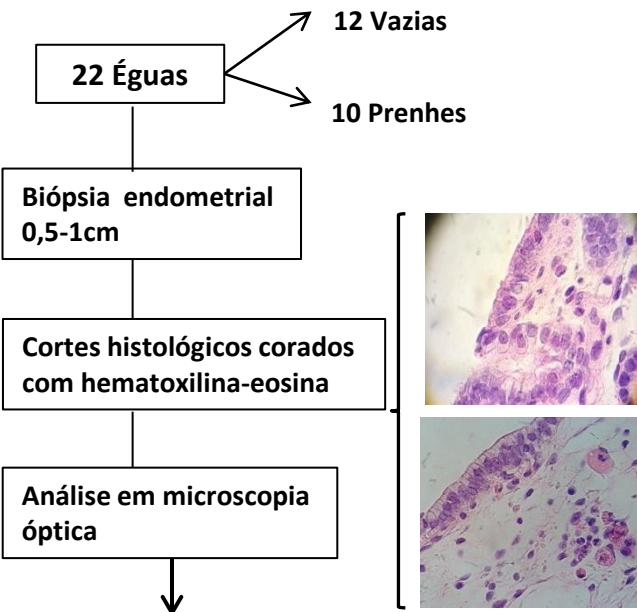 12 Vazias
22 Éguas
10 Prenhes
Biópsia endometrial
0,5-1cm
Cortes histológicos corados
com hematoxilina-eosina
Análise em microscopia
óptica